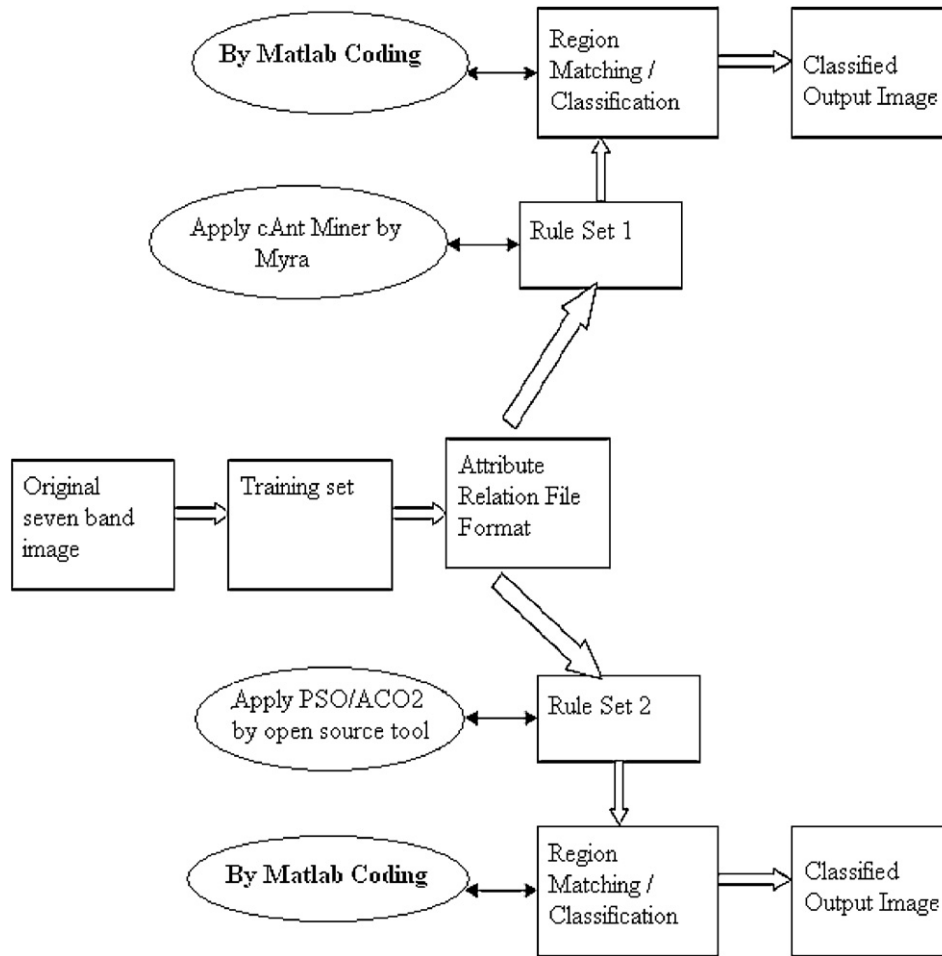 By Matlab Coding
Region
Matching /
Classification
Classified
Output Image
Apply cAnt Miner by
Myra
Rule Set 1
Original
seven band
image
Training set
Attribute
Relation File
Format
Apply PSO/ACO2
by open source tool
Rule Set 2
By Matlab Coding
Region
Matching /
Classification
Classified
Output Image